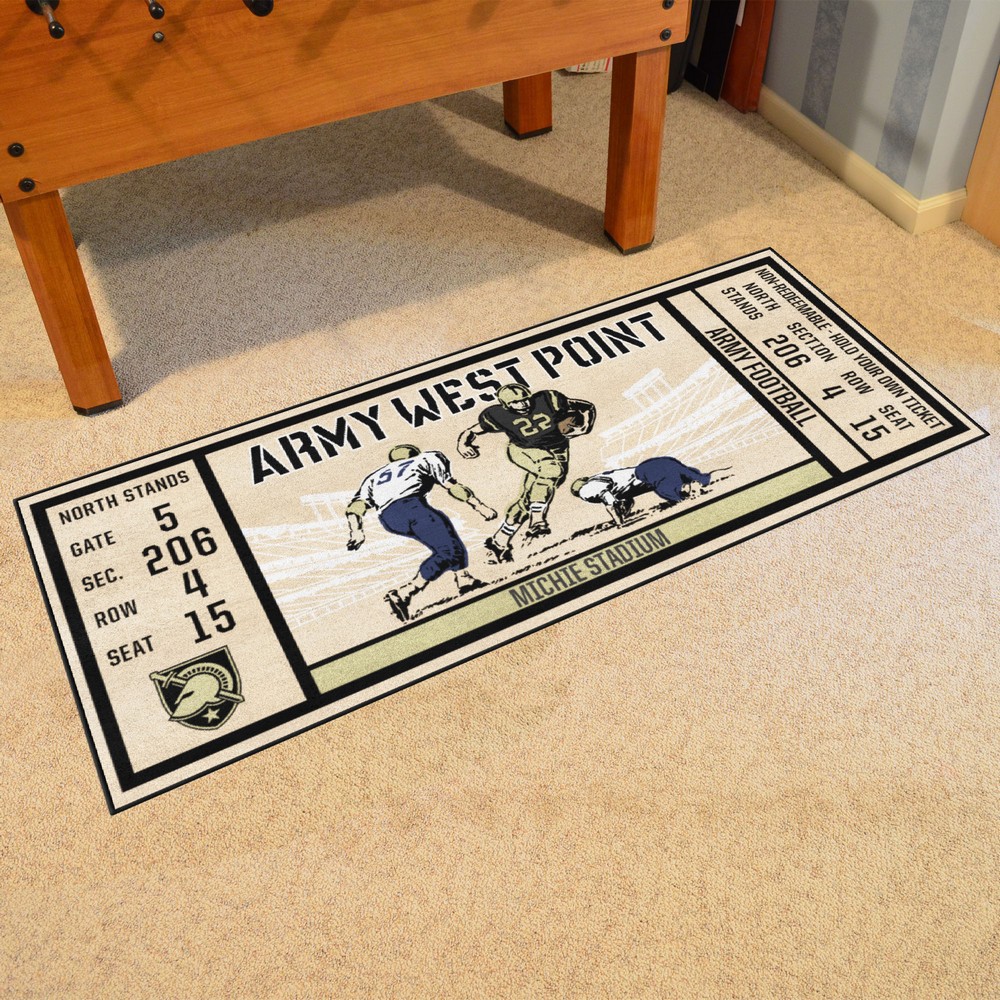 NORTH STANDS
GATE 5
SEC. 206
ROW 4
SEAT 15
ARMY WEST POINT
57
22
MICHIE STADIUM
ARMY FOOTBALL
NORTH STANDS
SECTION 206
ROW 4
SEAT 15
NON-REDEEMABLE - HOLD YOUR OWN TICKET